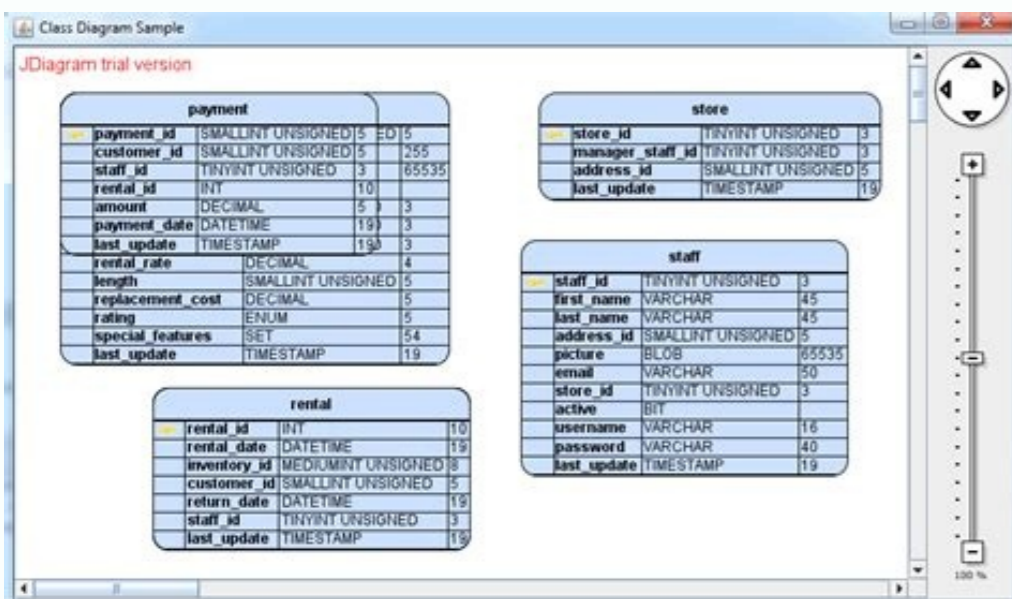 Class Diagram Sample
JDiagram trial version
payment
payment_id SMALLINT UNSIGNED 5 ED 5
customer_id SMALLINT UNSIGNED 5 255
staff_id TINYINT UNSIGNED 3 65535
rental_id INT 10
amount DECIMAL 5 3
payment_date DATETIME 19 3
last_update TIMESTAMP 19 3
rental_rate DECIMAL 4
length SMALLINT UNSIGNED 5
replacement_cost DECIMAL 5
rating ENUM 5
special_features SET 54
last_update TIMESTAMP 19
rental
rental_id INT 10
rental_date DATETIME 19
inventory_id MEDIUMINT UNSIGNED 8
customer_id SMALLINT UNSIGNED 5
return_date DATETIME 19
staff_id TINYINT UNSIGNED 3
last_update TIMESTAMP 19
store
store_id TINYINT UNSIGNED 3
manager_staff_id TINYINT UNSIGNED 3
address_id SMALLINT UNSIGNED 5
last_update TIMESTAMP 19
staff
staff_id TINYINT UNSIGNED 3
first_name VARCHAR 45
last_name VARCHAR 45
address_id SMALLINT UNSIGNED 5
picture BLOB 65535
email VARCHAR 50
store_id TINYINT UNSIGNED 3
active BIT
username VARCHAR 16
password VARCHAR 40
last_update TIMESTAMP 19
100 %